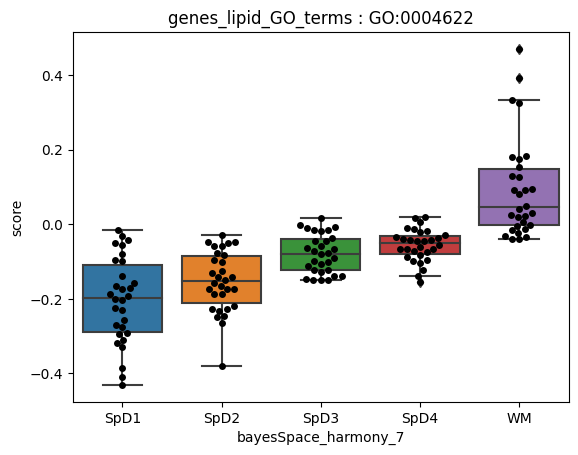 genes_lipid_GO_terms : GO:0004622
score
0.4
0.2
0.0
−0.2
−0.4
SpD1 SpD2 SpD3 SpD4 WM
bayesSpace_harmony_7